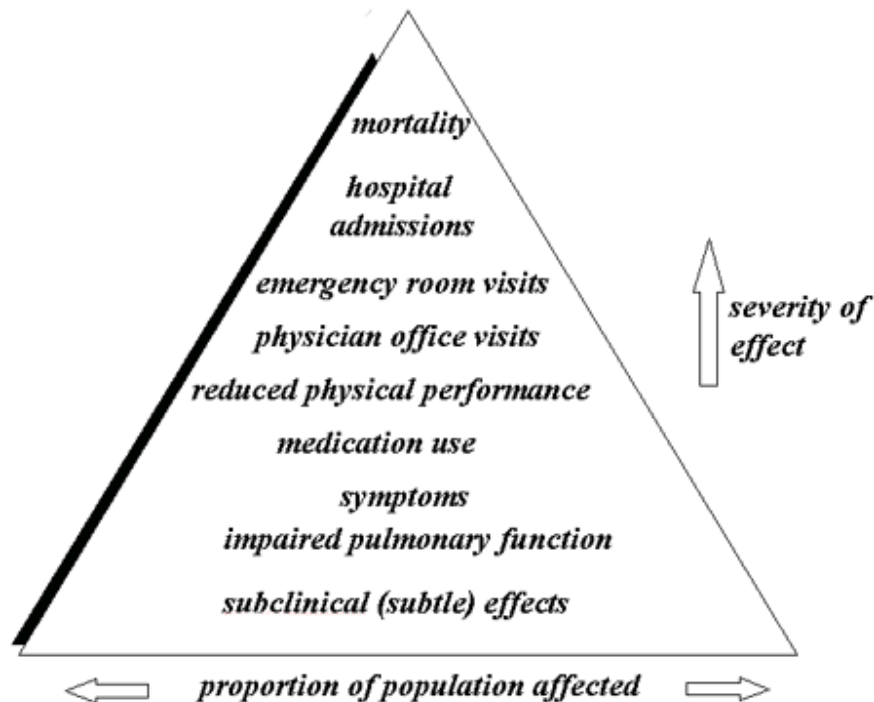 mortality
hospital
admissions
emergency room visits
physician office visits
reduced physical performance
medication use
symptoms
impaired pulmonary function
subclinical (subtle) effects
severity of
effect
proportion of population affected